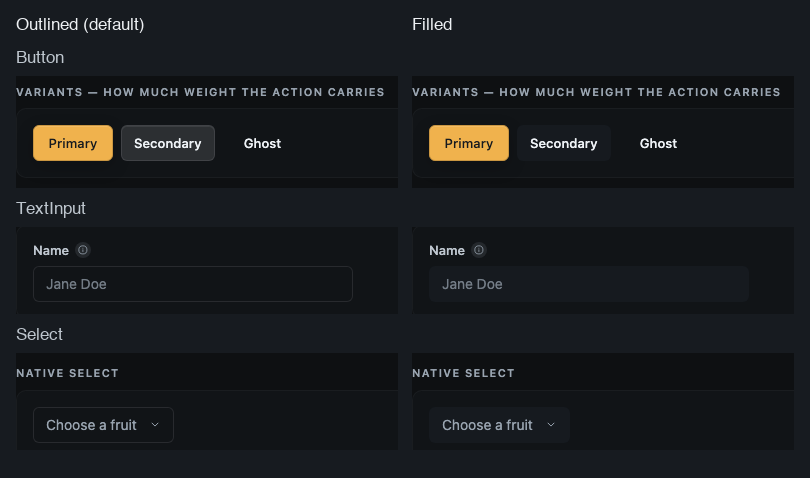 Outlined (default)
Filled
Button
VARIANTS — HOW MUCH WEIGHT THE ACTION CARRIES
VARIANTS — HOW MUCH WEIGHT THE ACTION CARRIES
Primary
Secondary
Ghost
Primary
Secondary
Ghost
TextInput
Name
Name
Jane Doe
Jane Doe
Select
NATIVE SELECT
NATIVE SELECT
Choose a fruit
Choose a fruit